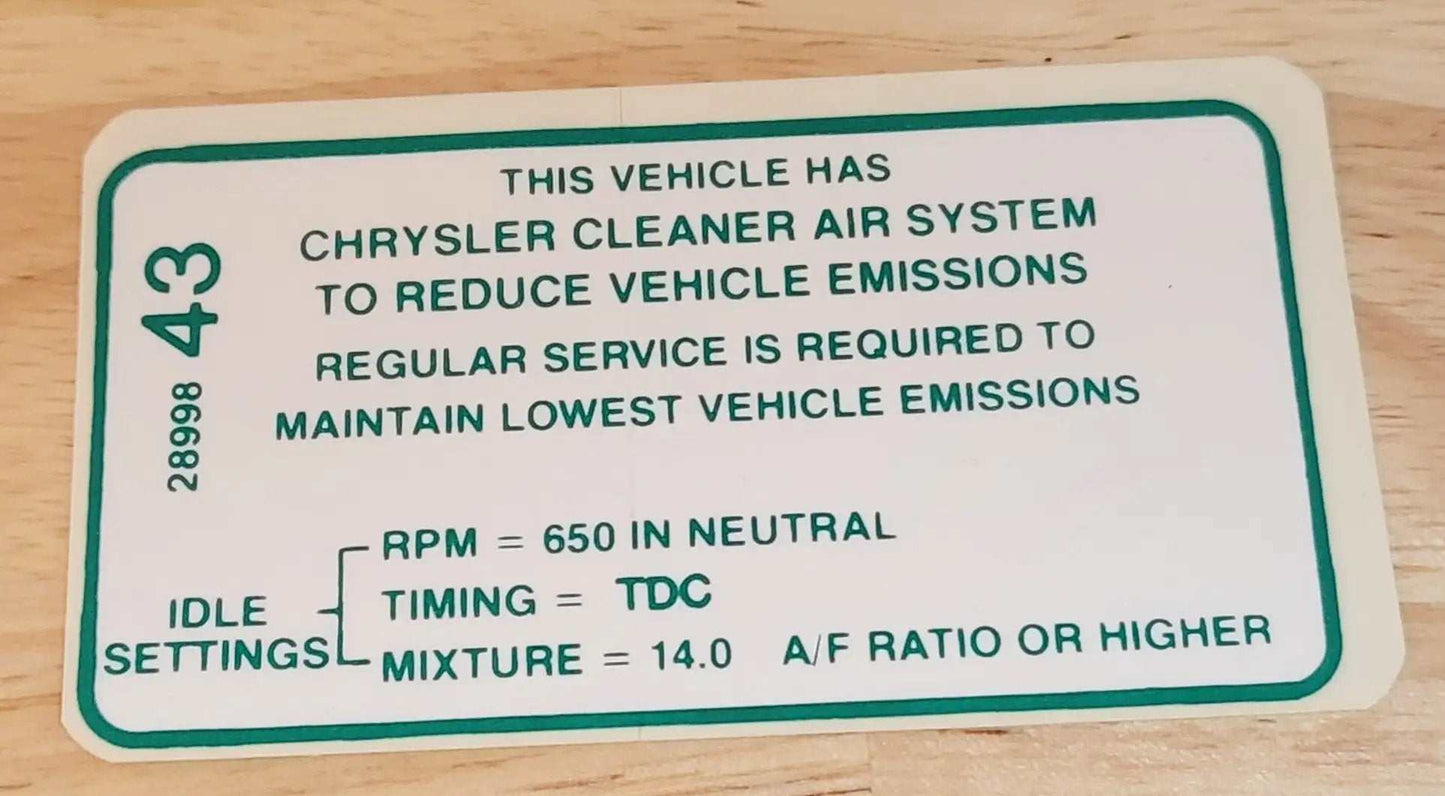 THIS VEHICLE HAS
CHRYSLER CLEANER AIR SYSTEM
TO REDUCE VEHICLE EMISSIONS
REGULAR SERVICE IS REQUIRED TO
MAINTAIN LOWEST VEHICLE EMISSIONS
28998 43
IDLE SETTINGS
RPM = 650 IN NEUTRAL
TIMING = TDC
MIXTURE = 14.0 A/F RATIO OR HIGHER